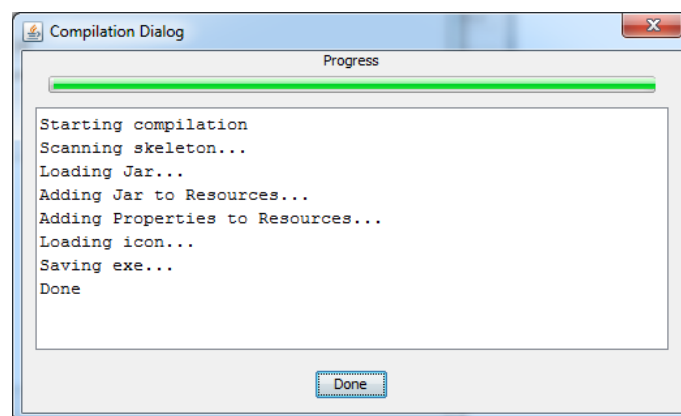 Compilation Dialog
Progress
Starting compilation
Scanning skeleton...
Loading Jar...
Adding Jar to Resources...
Adding Properties to Resources...
Loading icon...
Saving exe...
Done
Done